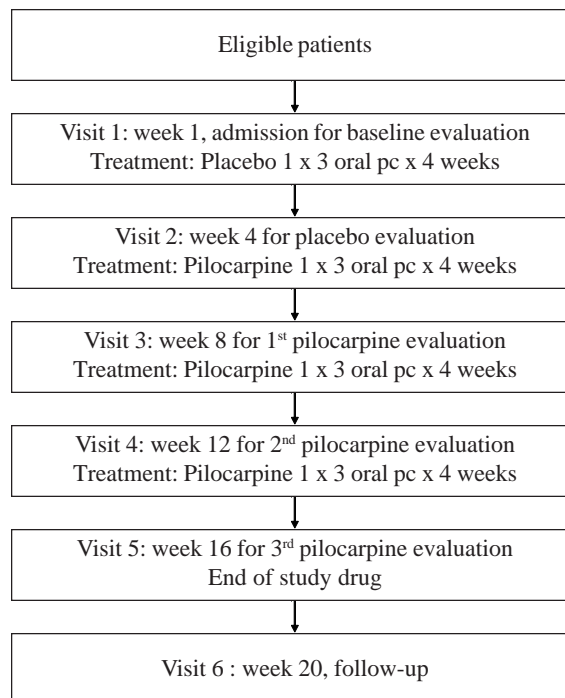 Eligible patients
Visit 1: week 1, admission for baseline evaluation
Treatment: Placebo 1 x 3 oral pc x 4 weeks
Visit 2: week 4 for placebo evaluation
Treatment: Pilocarpine 1 x 3 oral pc x 4 weeks
Visit 3: week 8 for 1st pilocarpine evaluation
Treatment: Pilocarpine 1 x 3 oral pc x 4 weeks
Visit 4: week 12 for 2nd pilocarpine evaluation
Treatment: Pilocarpine 1 x 3 oral pc x 4 weeks
Visit 5: week 16 for 3rd pilocarpine evaluation
End of study drug
Visit 6 : week 20, follow-up